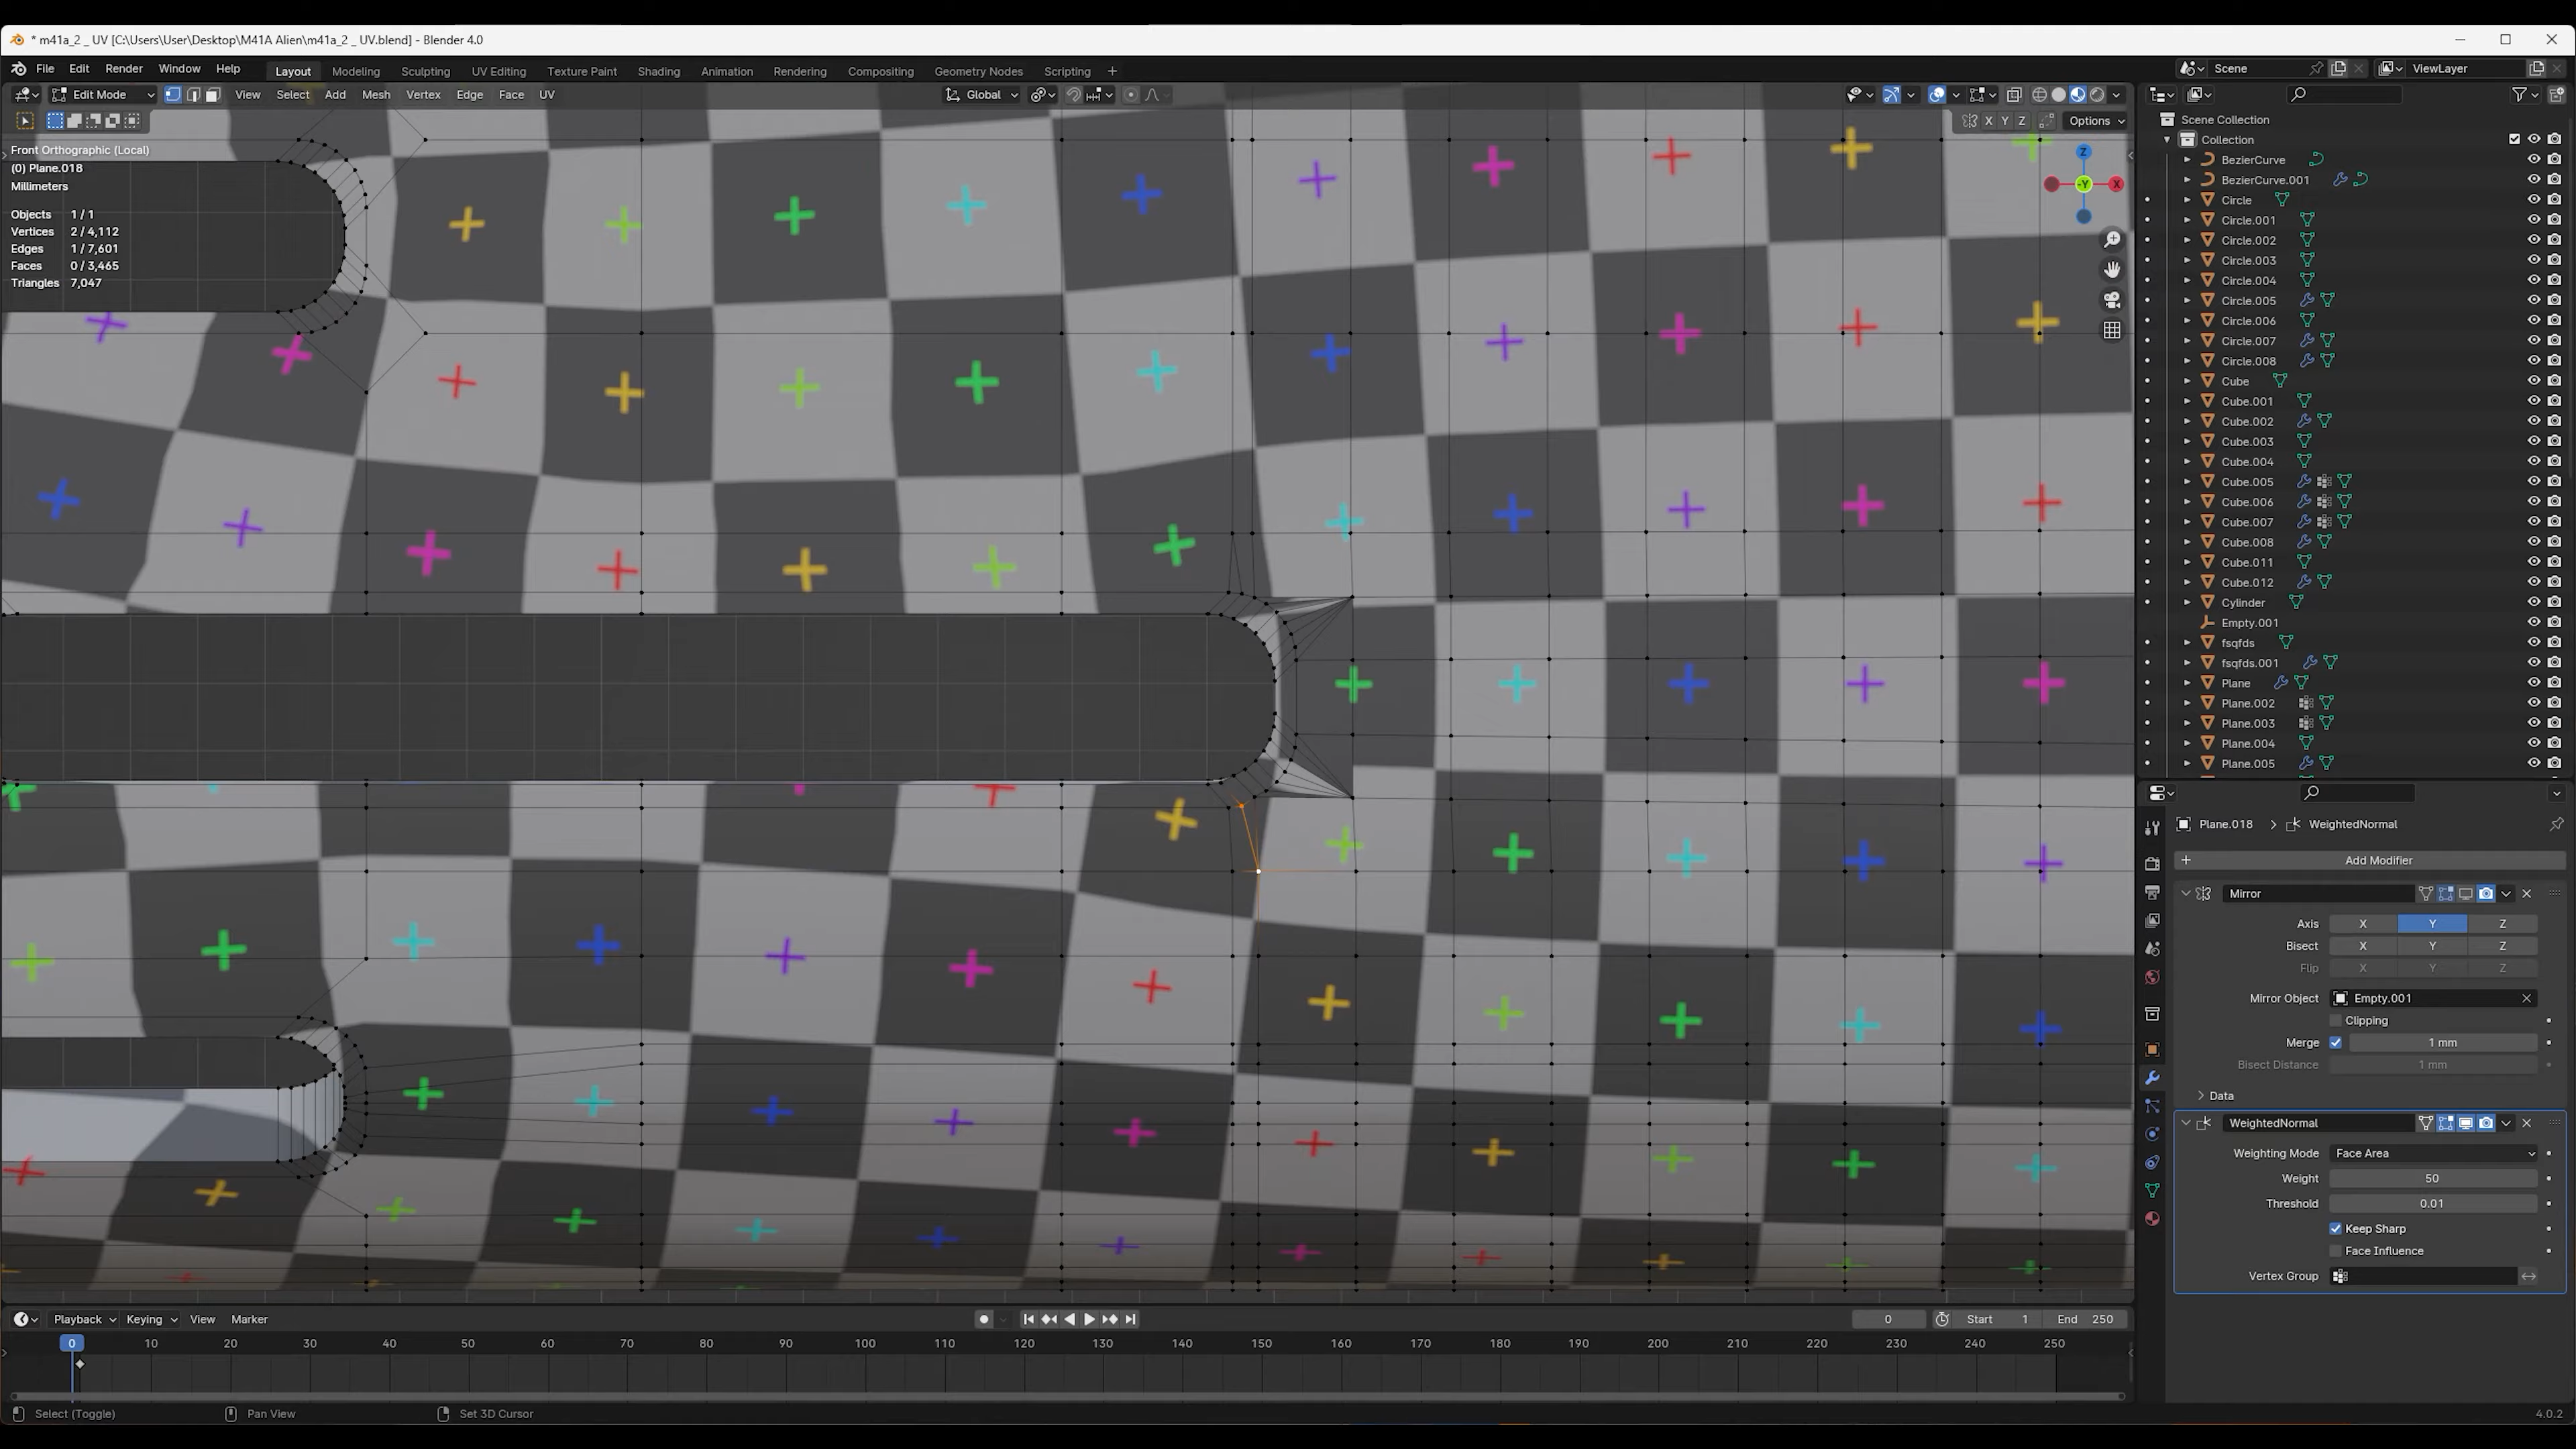 * m41a_2 _ UV [C:\Users\User\Desktop\M41A Alien\m41a_2 _ UV.blend] - Blender 4.0
File Edit Render Window Help Layout Modeling Sculpting UV Editing Texture Paint Shading Animation Rendering Compositing Geometry Nodes Scripting + Scene ViewLayer
Edit Mode View Select Add Mesh Vertex Edge Face UV Global
X Y Z Options
Front Orthographic (Local)
(0) Plane.018
Millimeters
Objects 1 / 1
Vertices 2 / 4,112
Edges 1 / 7,601
Faces 0 / 3,465
Triangles 7,047
Z
-Y X
Scene Collection
Collection
BezierCurve
BezierCurve.001
Circle
Circle.001
Circle.002
Circle.003
Circle.004
Circle.005
Circle.006
Circle.007
Circle.008
Cube
Cube.001
Cube.002
Cube.003
Cube.004
Cube.005
Cube.006
Cube.007
Cube.008
Cube.011
Cube.012
Cylinder
Empty.001
fsqfds
fsqfds.001
Plane
Plane.002
Plane.003
Plane.004
Plane.005
Plane.018 > WeightedNormal
+ Add Modifier
Mirror
Axis X Y Z
Bisect X Y Z
Flip X Y Z
Mirror Object Empty.001
Clipping
Merge 1 mm
Bisect Distance 1 mm
Data
WeightedNormal
Weighting Mode Face Area
Weight 50
Threshold 0.01
Keep Sharp
Face Influence
Vertex Group
Playback Keying View Marker 0 Start 1 End 250
0 10 20 30 40 50 60 70 80 90 100 110 120 130 140 150 160 170 180 190 200 210 220 230 240 250
Select (Toggle) Pan View Set 3D Cursor 4.0.2